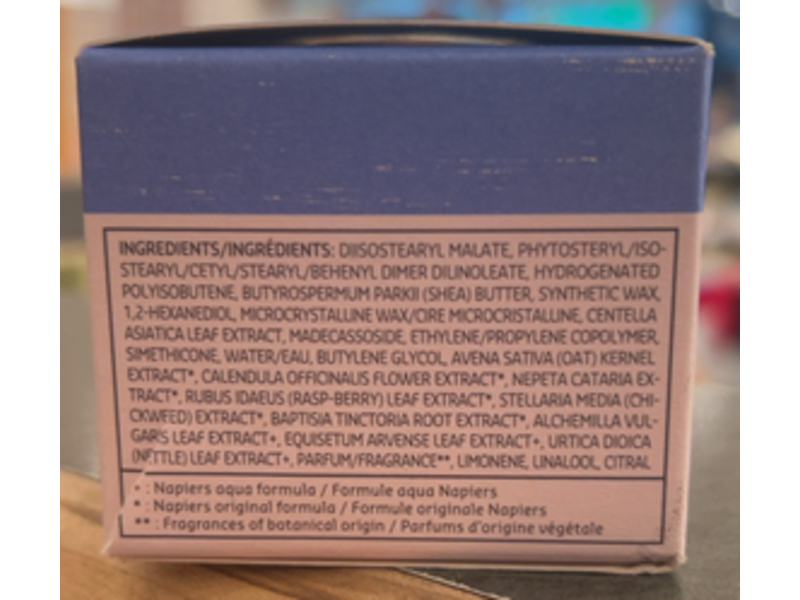 INGREDIENTS/INGRÉDIENTS: DIISOSTEARYL MALATE, PHYTOSTERYL/ISO-
STEARYL/CETYL/STEARYL/BEHENYL DIMER DILINOLEATE, HYDROGENATED
POLYISOBUTENE, BUTYROSPERMUM PARKII (SHEA) BUTTER, SYNTHETIC WAX,
1,2-HEXANEDIOL, MICROCRYSTALLINE WAX/CIRE MICROCRISTALLINE, CENTELLA
ASIATICA LEAF EXTRACT, MADECASSOSIDE, ETHYLENE/PROPYLENE COPOLYMER,
SIMETHICONE, WATER/EAU, BUTYLENE GLYCOL, AVENA SATIVA (OAT) KERNEL
EXTRACT*, CALENDULA OFFICINALIS FLOWER EXTRACT*, NEPETA CATARIA EX-
TRACT*, RUBUS IDAEUS (RASP-BERRY) LEAF EXTRACT*, STELLARIA MEDIA (CHI-
CKWEED) EXTRACT*, BAPTISIA TINCTORIA ROOT EXTRACT*, ALCHEMILLA VUL-
GARIS LEAF EXTRACT+, EQUISETUM ARVENSE LEAF EXTRACT+, URTICA DIOICA
(NETTLE) LEAF EXTRACT+, PARFUM/FRAGRANCE**, LIMONENE, LINALOOL, CITRAL
+ : Napiers aqua formula / Formule aqua Napiers
* : Napiers original formula / Formule originale Napiers
** : Fragrances of botanical origin / Parfums d'origine végétale